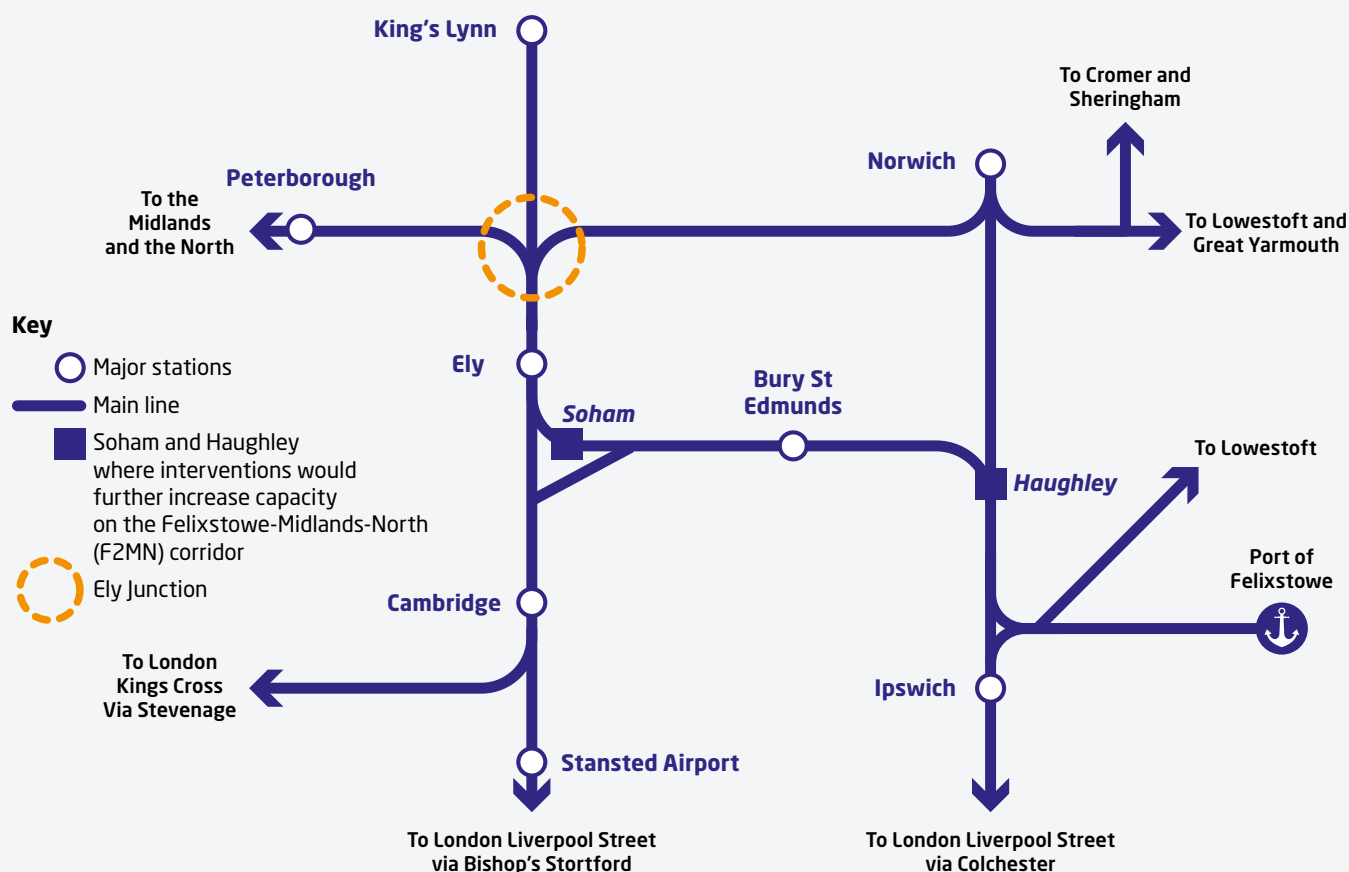 King's Lynn
To Cromer and
Sheringham
Norwich
Peterborough
To the
Midlands
and the North
To Lowestoft and
Great Yarmouth
Key
Major stations
Main line
Soham and Haughley
where interventions would
further increase capacity
on the Felixstowe-Midlands-North
(F2MN) corridor
Ely Junction
Ely
Soham
Bury St
Edmunds
To Lowestoft
Haughley
Port of
Felixstowe
Cambridge
To London
Kings Cross
Via Stevenage
Ipswich
Stansted Airport
To London Liverpool Street
via Bishop's Stortford
To London Liverpool Street
via Colchester